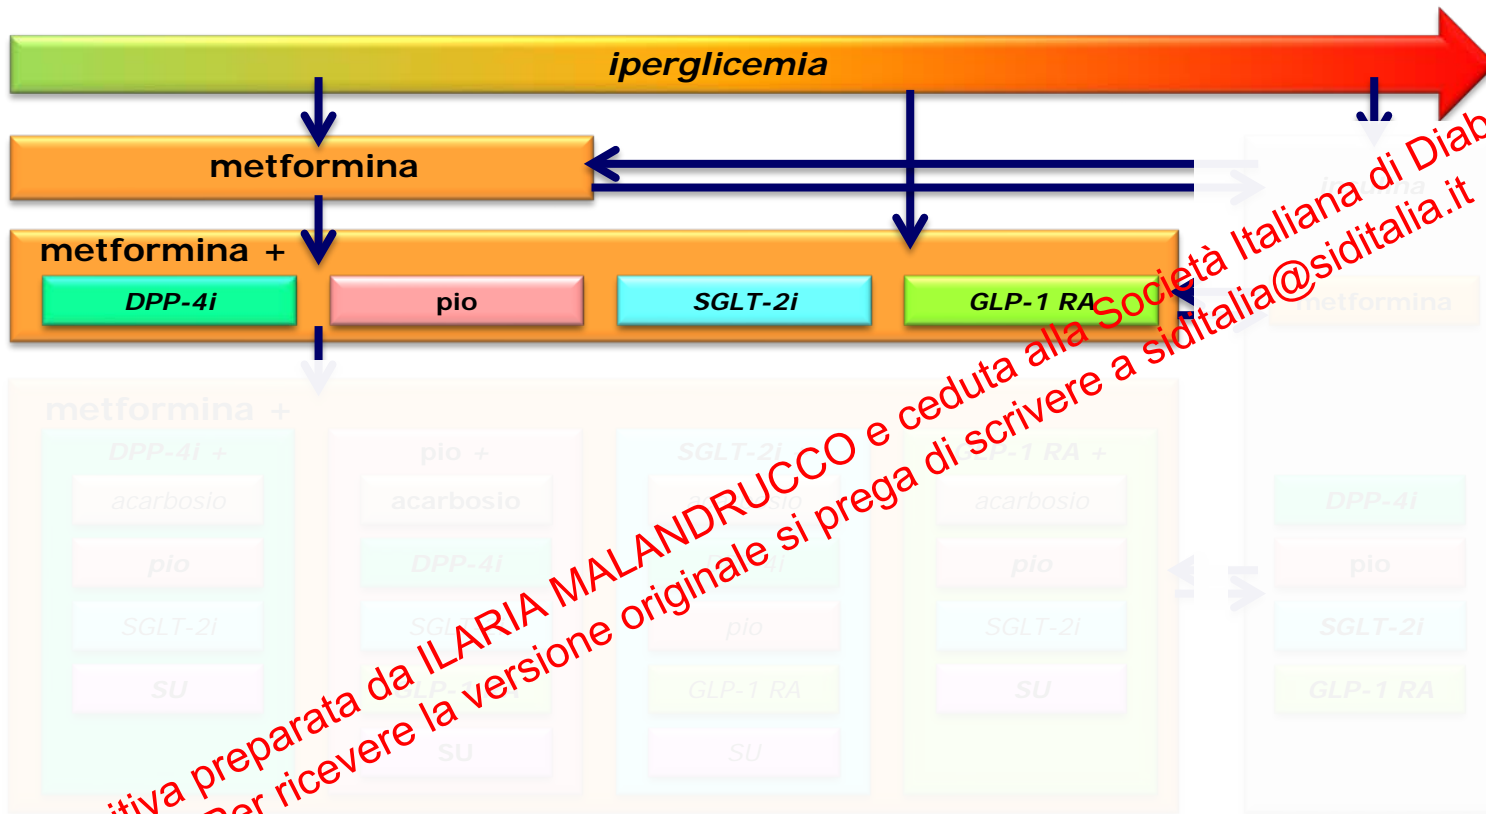 iperglicemia
metformina
insulina
metformina +
DPP-4i
pio
SGLT-2i
GLP-1 RA
metformina
metformina +
DPP-4i +
acarbosio
pio
SGLT-2i
SU
pio +
acarbosio
DPP-4i
SU
SGLT-2i
pio
GLP-1 RA
SU
GLP-1 RA +
acarbosio
pio
SGLT-2i
SU
DPP-4i
pio
SGLT-2i
GLP-1 RA
preparata da ILARIA MALANDRUCCO e ceduta alla Società Italiana di
Per ricevere la versione originale si prega di scrivere a siditalia@siditalia.it